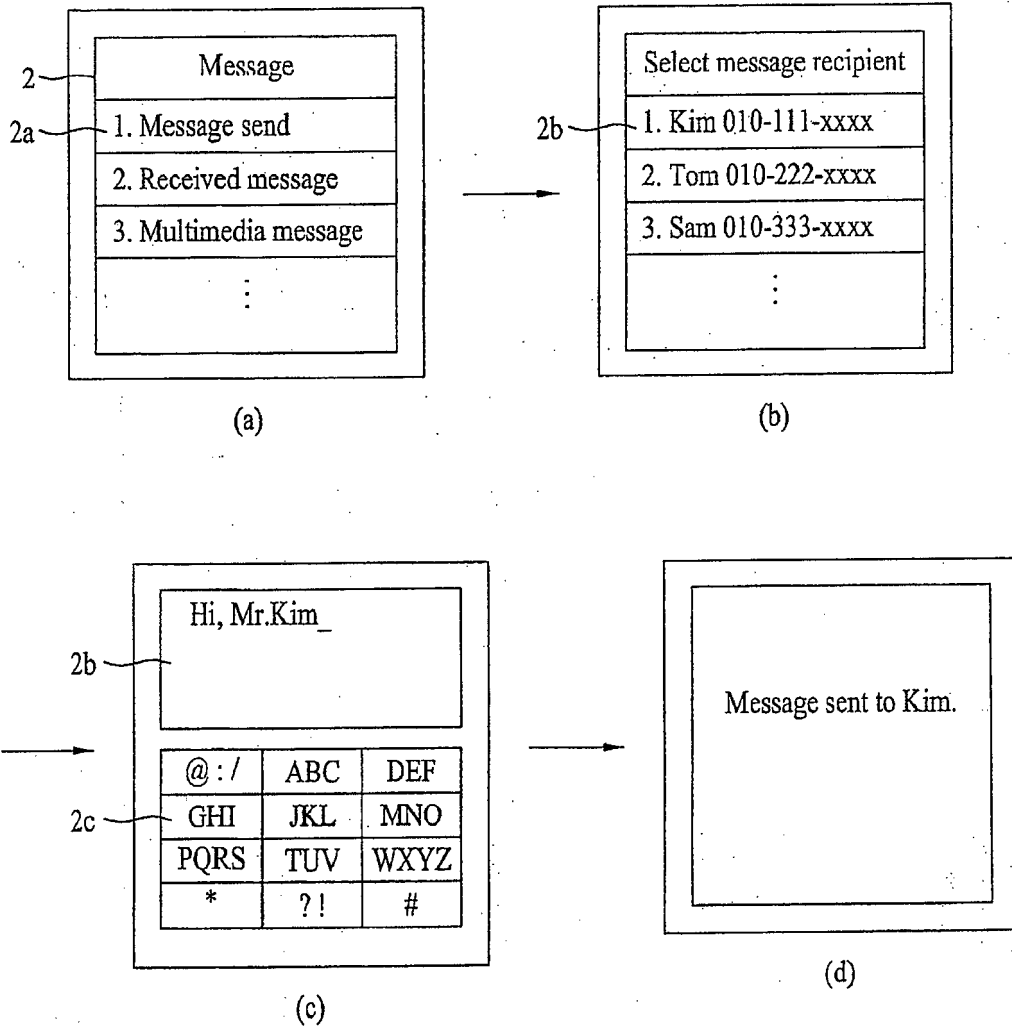 2
Message
2a
1. Message send
2. Received message
3. Multimedia message
(a)
Select message recipient
2b
1. Kim 010-111-xxxx
2. Tom 010-222-xxxx
3. Sam 010-333-xxxx
(b)
Hi, Mr.Kim_
2b
@ : / ABC DEF
2c
GHI JKL MNO
PQRS TUV WXYZ
* ? ! #
(c)
Message sent to Kim.
(d)